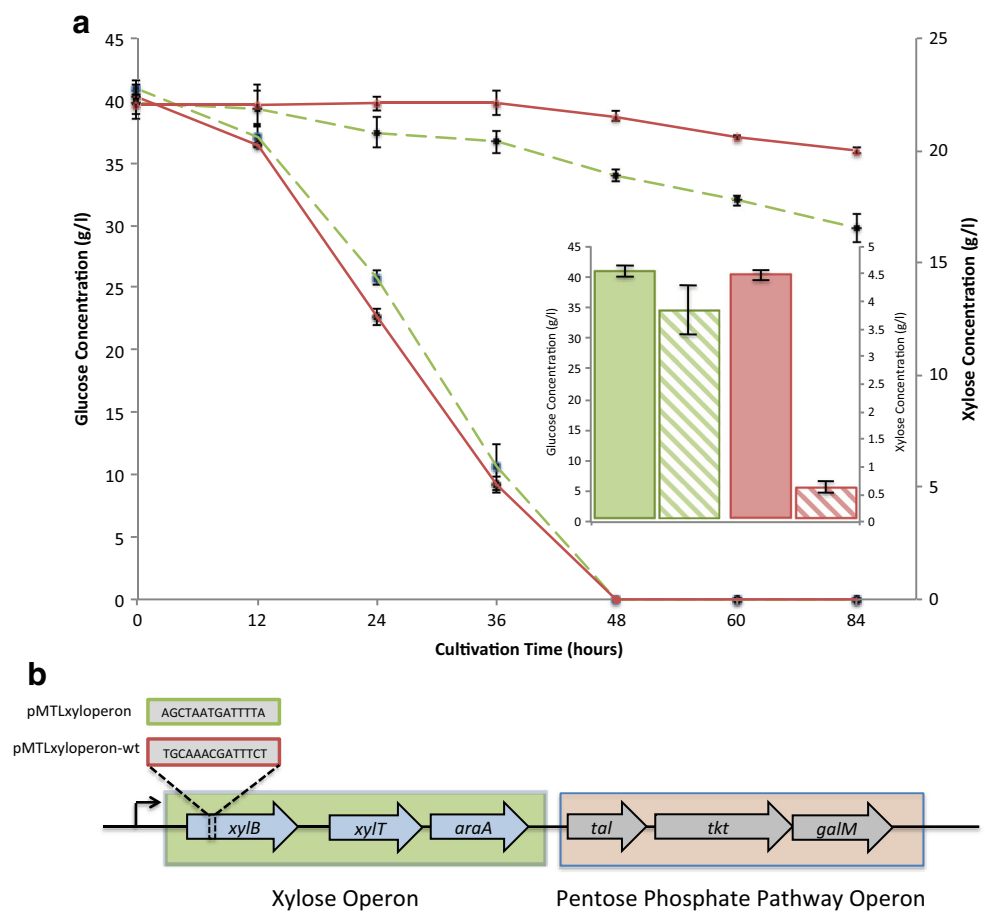 a
45
40
35
30
25
20
15
10
5
0
Glucose Concentration (g/l)
0
12
24
36
48
60
84
Cultivation Time (hours)
25
20
15
10
5
0
Xylose Concentration (g/l)
45
40
35
30
25
20
15
10
5
0
Glucose Concentration (g/l)
5
4.5
4
3.5
3
2.5
2
1.5
1
0.5
0
Xylose Concentration (g/l)
b
pMTLxyloperon
AGCTAATGATTTTA
pMTLxyloperon-wt
TGCAAACGATTTCT
xylB
xylT
araA
tal
tkt
galM
Xylose Operon
Pentose Phosphate Pathway Operon